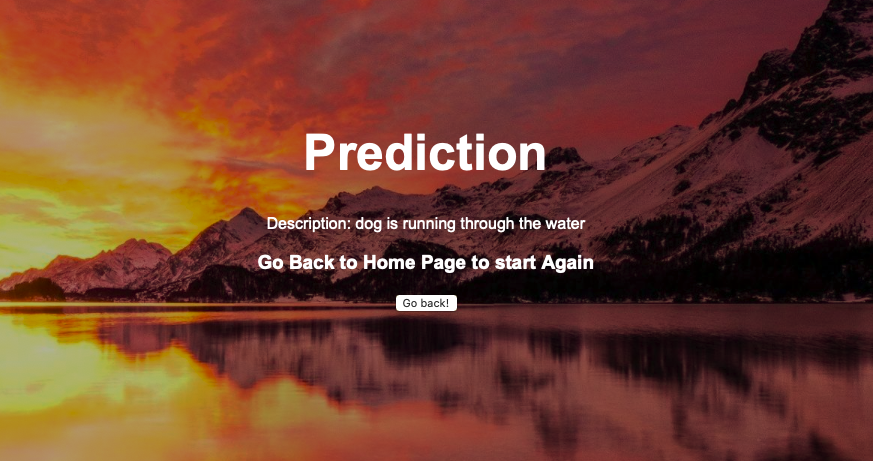 Prediction
Description: dog is running through the water
Go Back to Home Page to start Again
Go back!